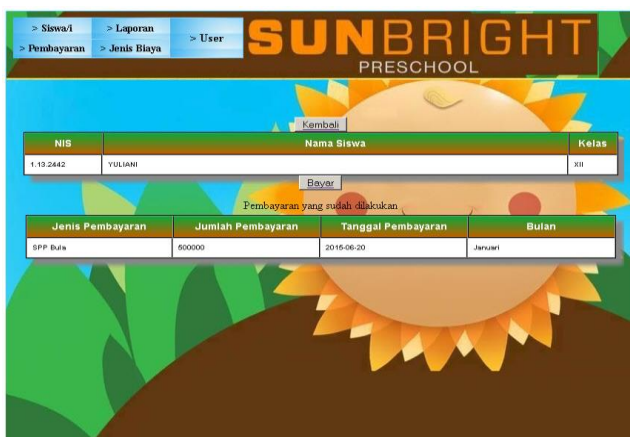 > Siswa/i > Laporan > User
> Pembayaran > Jenis Biaya
SUNBRIGHT
PRESCHOOL
Kembali
NIS Nama Siswa Kelas
1.13.2442 YULIANI XII
Bayar
Pembayaran yang sudah dilakukan
Jenis Pembayaran Jumlah Pembayaran Tanggal Pembayaran Bulan
SPP Bula 500000 2015-06-20 Januari